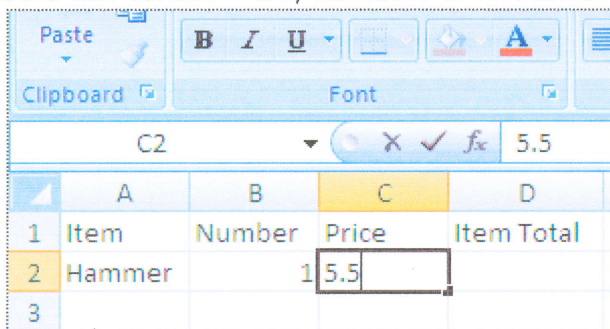 Paste
B I U A
Clipboard Font
C2 fx 5.5
A B C D
1 Item Number Price Item Total
2 Hammer 1 5.5
3